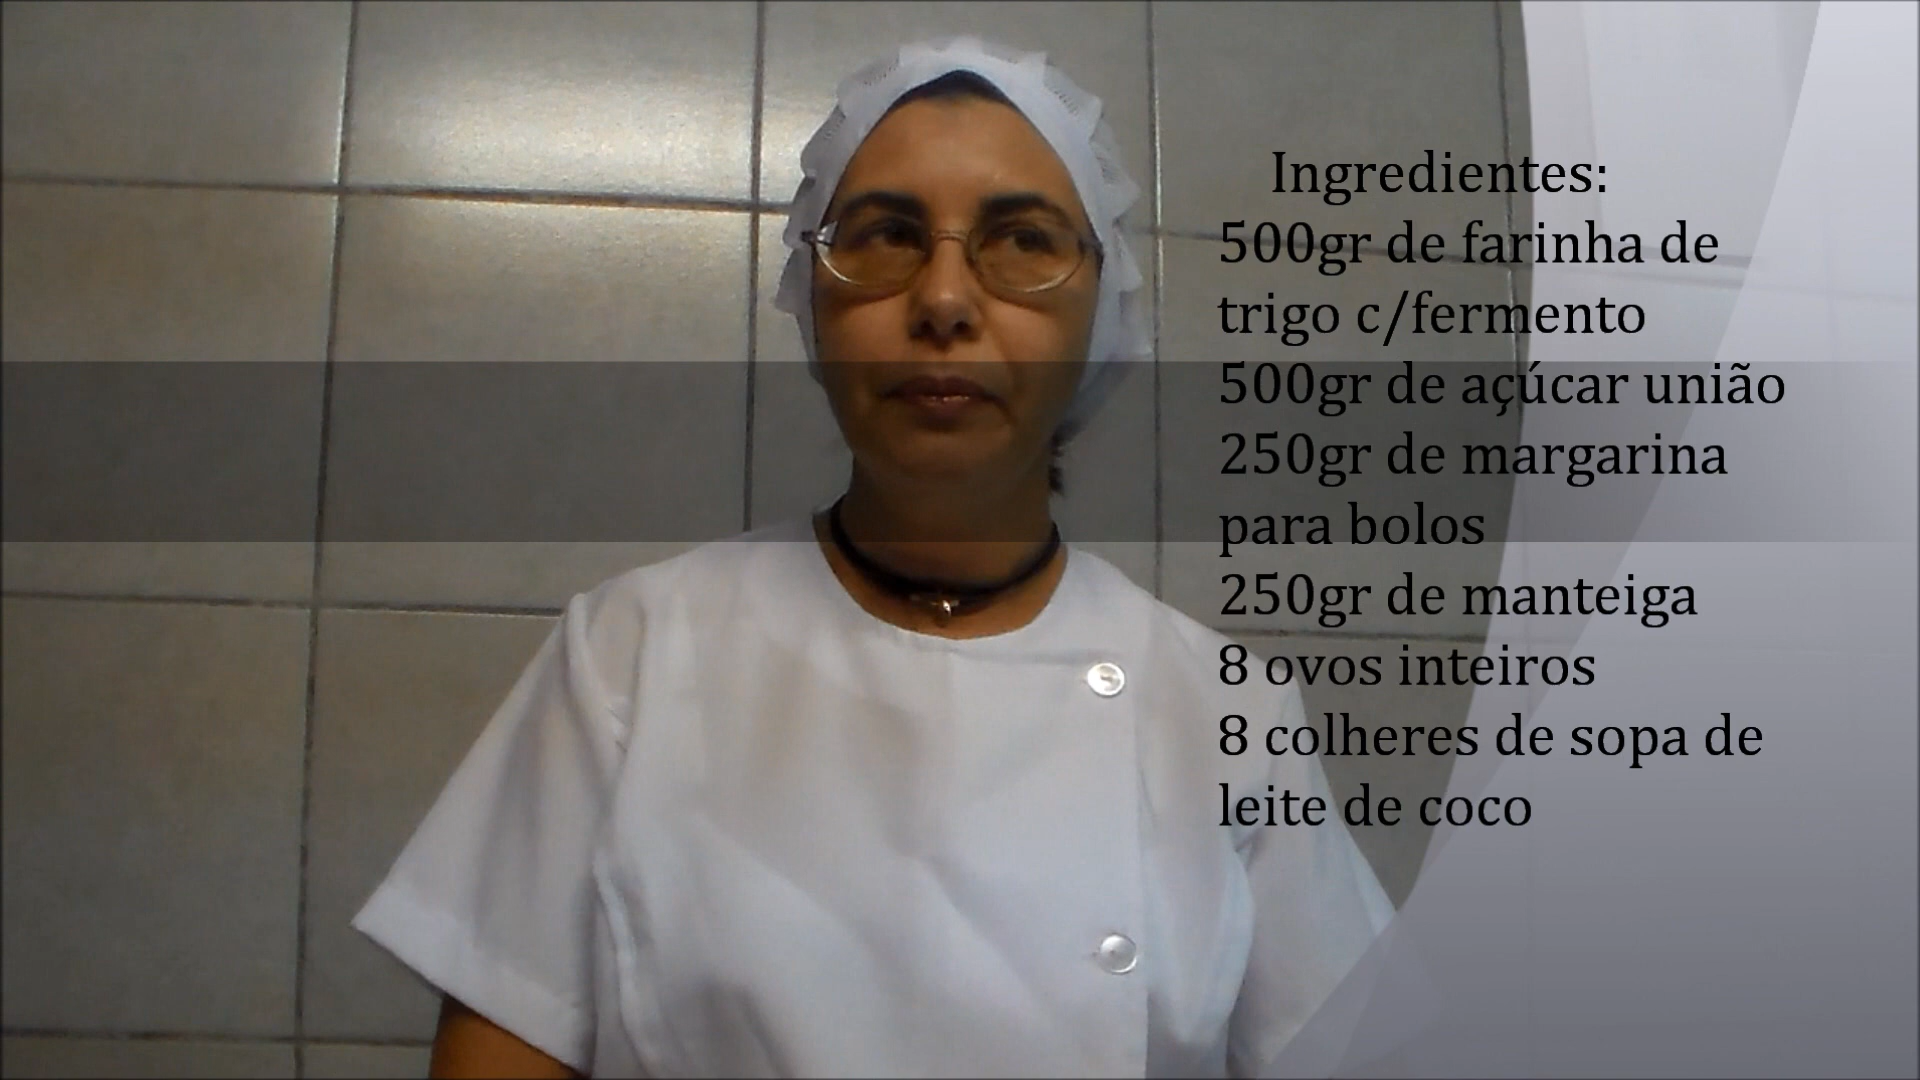 Ingredientes:
500gr de farinha de
trigo c/fermento
500gr de açúcar união
250gr de margarina
para bolos
250gr de manteiga
8 ovos inteiros
8 colheres de sopa de
leite de coco